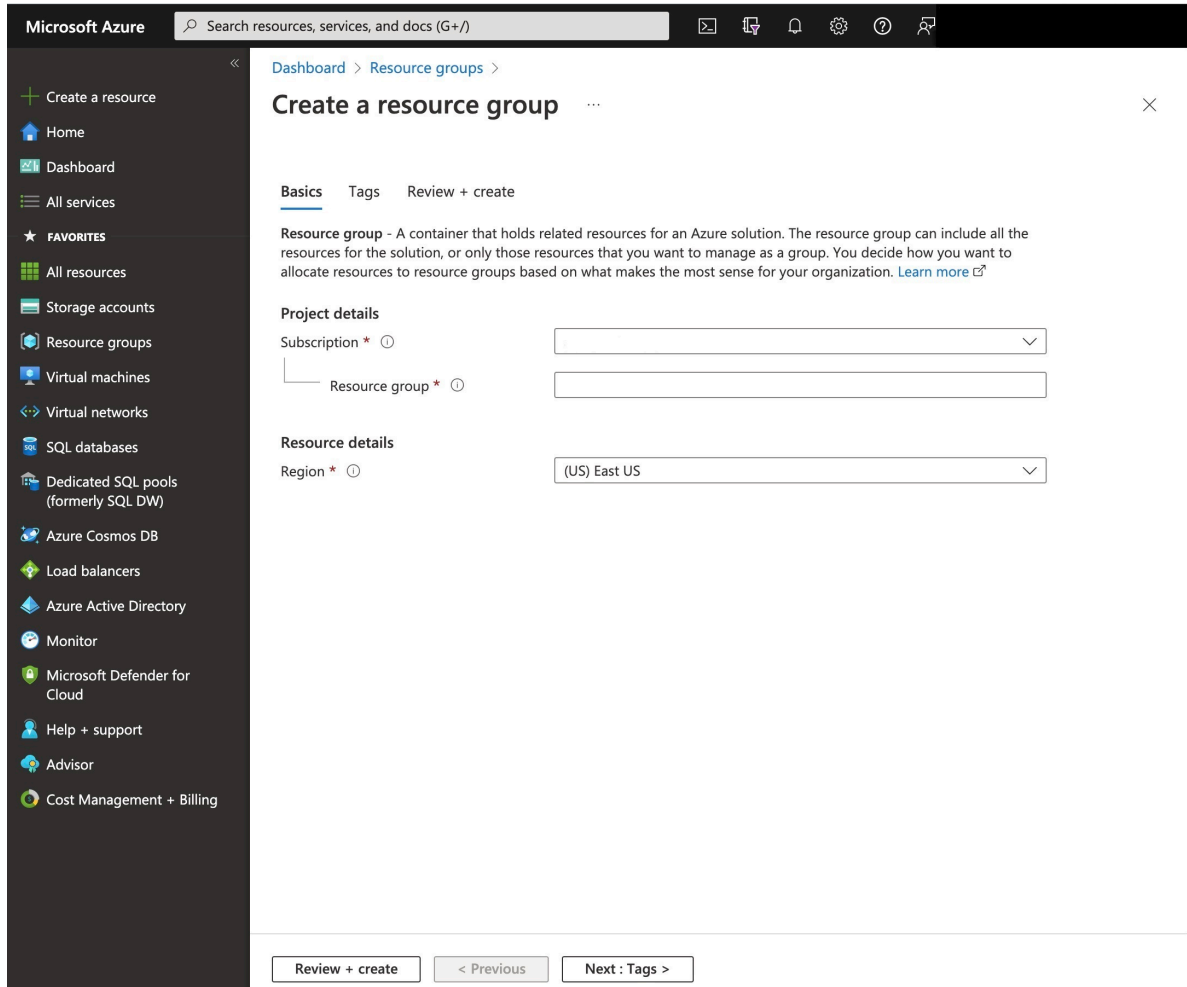 Microsoft Azure
Search resources, services, and docs (G+/)
«
Create a resource
Home
Dashboard
All services
FAVORITES
All resources
Storage accounts
Resource groups
Virtual machines
Virtual networks
SQL databases
Dedicated SQL pools
(formerly SQL DW)
Azure Cosmos DB
Load balancers
Azure Active Directory
Monitor
Microsoft Defender for
Cloud
Help + support
Advisor
Cost Management + Billing
Dashboard > Resource groups >
Create a resource group ...
Basics Tags Review + create
Resource group - A container that holds related resources for an Azure solution. The resource group can include all the
resources for the solution, or only those resources that you want to manage as a group. You decide how you want to
allocate resources to resource groups based on what makes the most sense for your organization. Learn more
Project details
Subscription *
Resource group *
Resource details
Region *
(US) East US
Review + create
< Previous
Next : Tags >